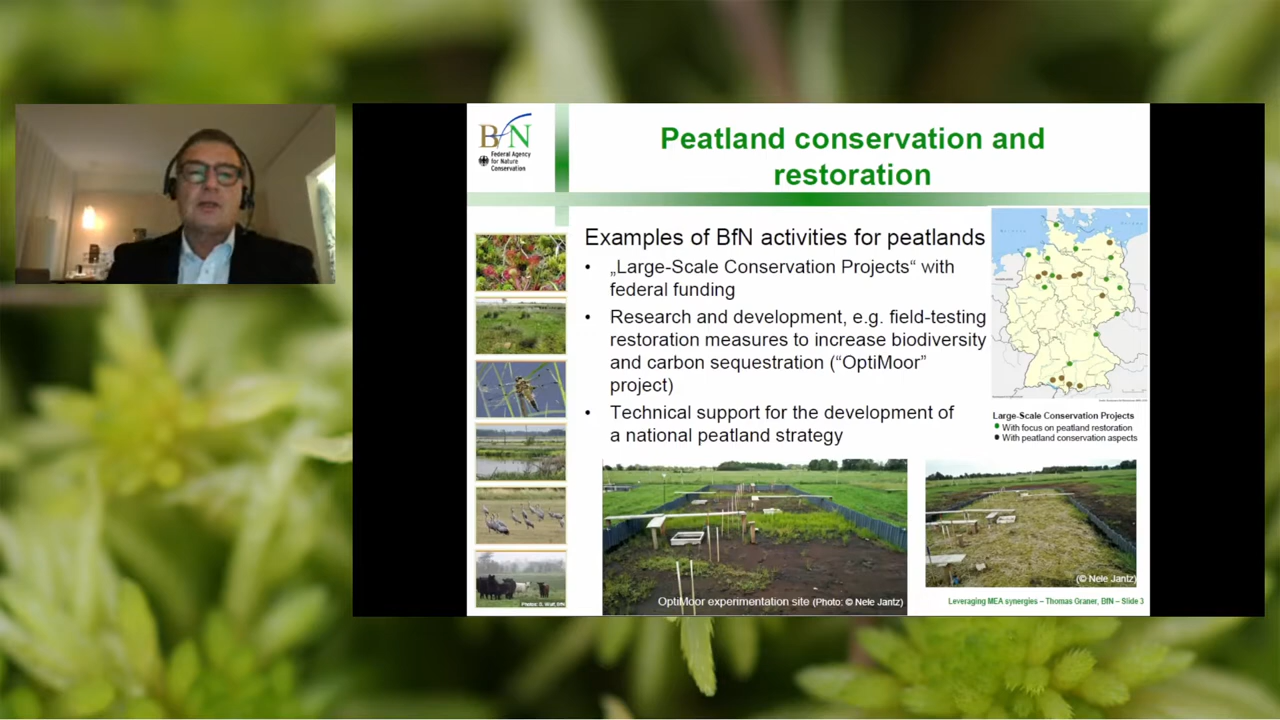 BfN
Federal Agency
for Nature
Conservation
Peatland conservation and
restoration
Examples of BfN activities for peatlands
• „Large-Scale Conservation Projects“ with
federal funding
• Research and development, e.g. field-testing
restoration measures to increase biodiversity
and carbon sequestration (“OptiMoor”
project)
• Technical support for the development of
a national peatland strategy
Large-Scale Conservation Projects
With focus on peatland restoration
With peatland conservation aspects
OptiMoor experimentation site (Photo: © Nele Jantz)
(© Nele Jantz)
Leveraging MEA synergies – Thomas Graner, BfN – Slide 3